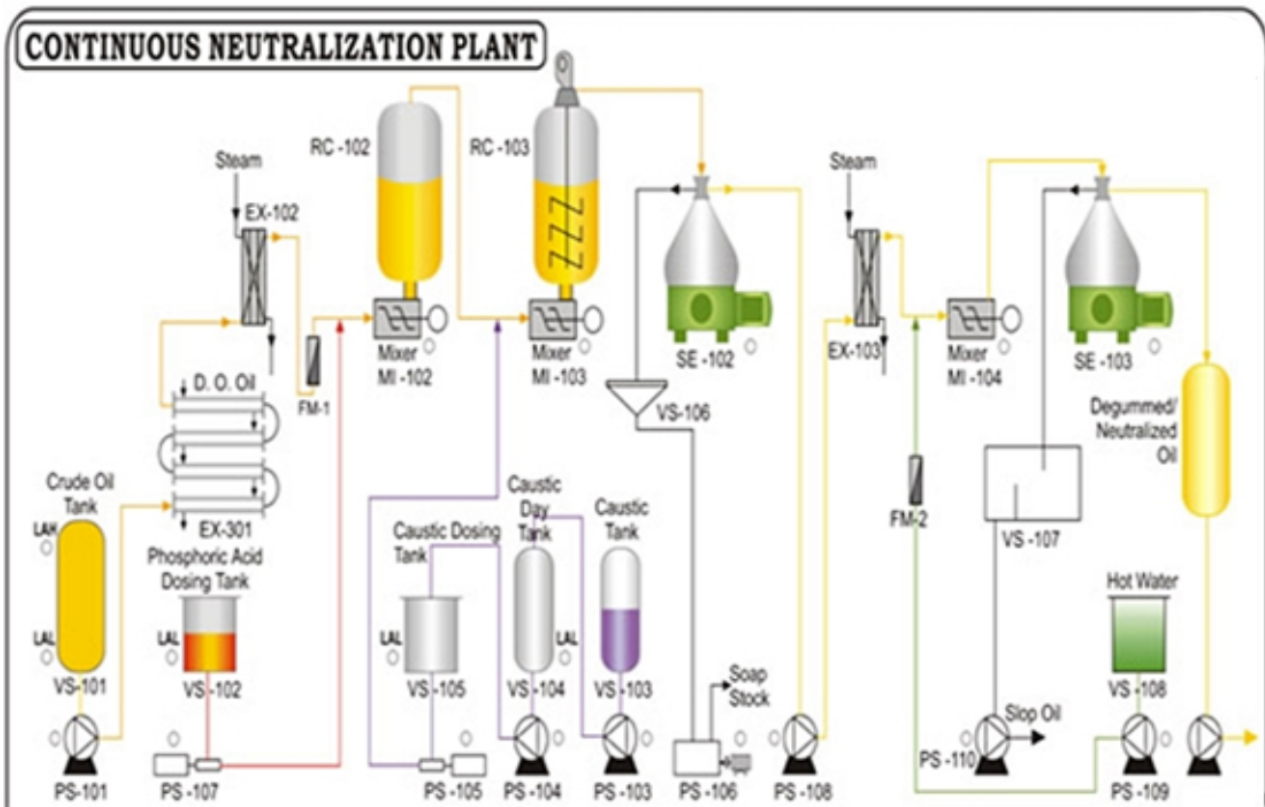 CONTINUOUS NEUTRALIZATION PLANT
RC -102
RC -103
Steam
EX-102
Steam
Mixer
MI -102
Mixer
MI -103
SE -102
EX-103
Mixer
MI -104
SE -103
D. O. Oil
FM-1
VS-106
Degummed/
Neutralized
Oil
Crude Oil
Tank
LAH
LAL
VS-101
EX-301
Phosphoric Acid
Dosing Tank
LAL
VS-102
Caustic Dosing
Tank
LAL
VS -105
Caustic
Day
Tank
LAL
VS -104
Caustic
Tank
VS -103
FM-2
VS -107
Hot Water
VS -108
Soap
Stock
Slop Oil
PS-101
PS -107
PS -105
PS -104
PS -103
PS -106
PS -108
PS -110
PS -109